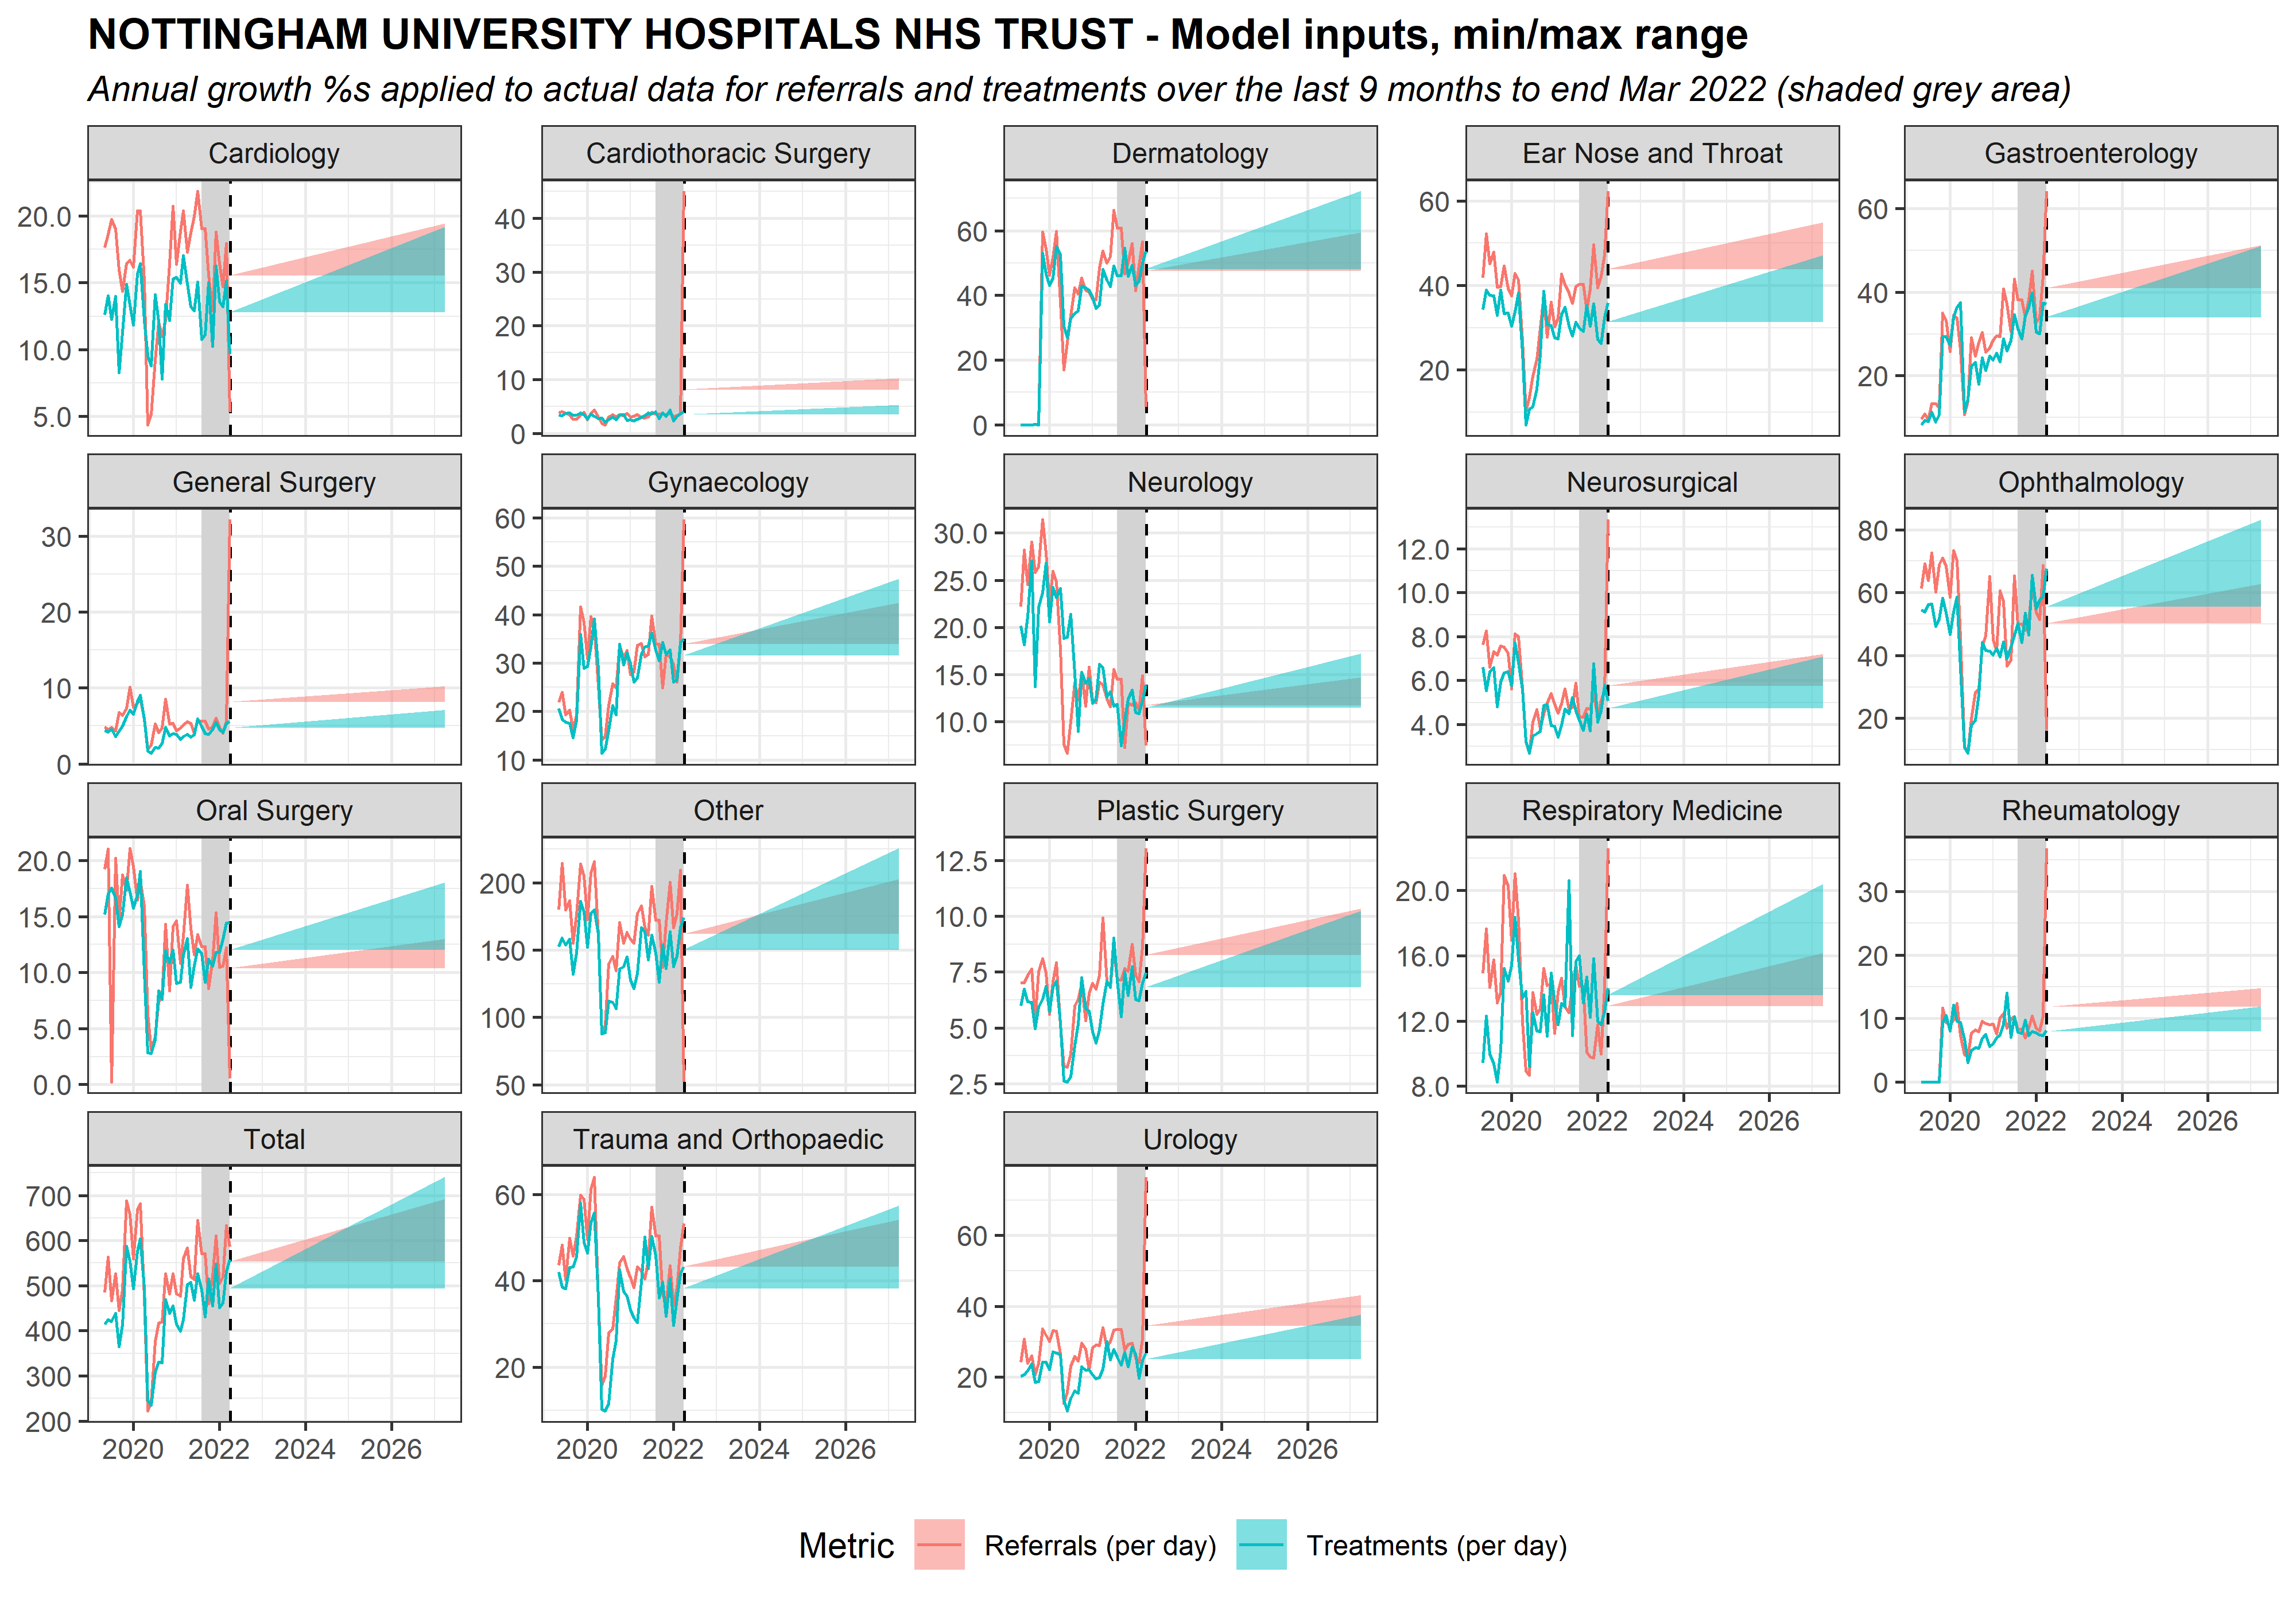 NOTTINGHAM UNIVERSITY HOSPITALS NHS TRUST - Model inputs, min/max range
Annual growth %s applied to actual data for referrals and treatments over the last 9 months to end Mar 2022 (shaded grey area)
Cardiology
20.0
15.0
10.0
5.0
Cardiothoracic Surgery
40
30
20
10
0
Dermatology
60
40
20
0
Ear Nose and Throat
60
40
20
Gastroenterology
60
40
20
General Surgery
30
20
10
0
Gynaecology
60
50
40
30
20
10
Neurology
30.0
25.0
20.0
15.0
10.0
Neurosurgical
12.0
10.0
8.0
6.0
4.0
Ophthalmology
80
60
40
20
Oral Surgery
20.0
15.0
10.0
5.0
0.0
Other
200
150
100
50
Plastic Surgery
12.5
10.0
7.5
5.0
2.5
Respiratory Medicine
20.0
16.0
12.0
8.0
2020 2022 2024 2026
Rheumatology
30
20
10
0
2020 2022 2024 2026
Total
700
600
500
400
300
200
2020 2022 2024 2026
Trauma and Orthopaedic
60
40
20
2020 2022 2024 2026
Urology
60
40
20
2020 2022 2024 2026
Metric Referrals (per day) Treatments (per day)